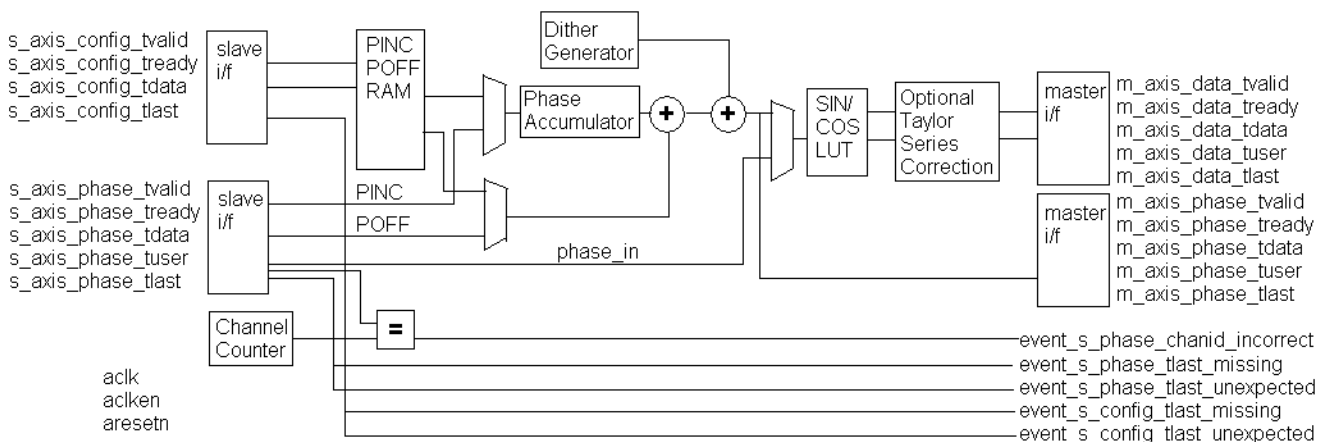 s_axis_config_tvalid
s_axis_config_tready
s_axis_config_tdata
s_axis_config_tlast
slave
i/f
PINC
POFF
RAM
Dither
Generator
Phase
Accumulator
+
+
SIN/
COS
LUT
Optional
Taylor
Series
Correction
master
i/f
m_axis_data_tvalid
m_axis_data_tready
m_axis_data_tdata
m_axis_data_tuser
m_axis_data_tlast
s_axis_phase_tvalid
s_axis_phase_tready
s_axis_phase_tdata
s_axis_phase_tuser
s_axis_phase_tlast
slave
i/f
PINC
POFF
phase_in
master
i/f
m_axis_phase_tvalid
m_axis_phase_tready
m_axis_phase_tdata
m_axis_phase_tuser
m_axis_phase_tlast
Channel
Counter
=
event_s_phase_chanid_incorrect
event_s_phase_tlast_missing
event_s_phase_tlast_unexpected
event_s_config_tlast_missing
event_s_config_tlast_unexpected
aclk
aclken
aresetn